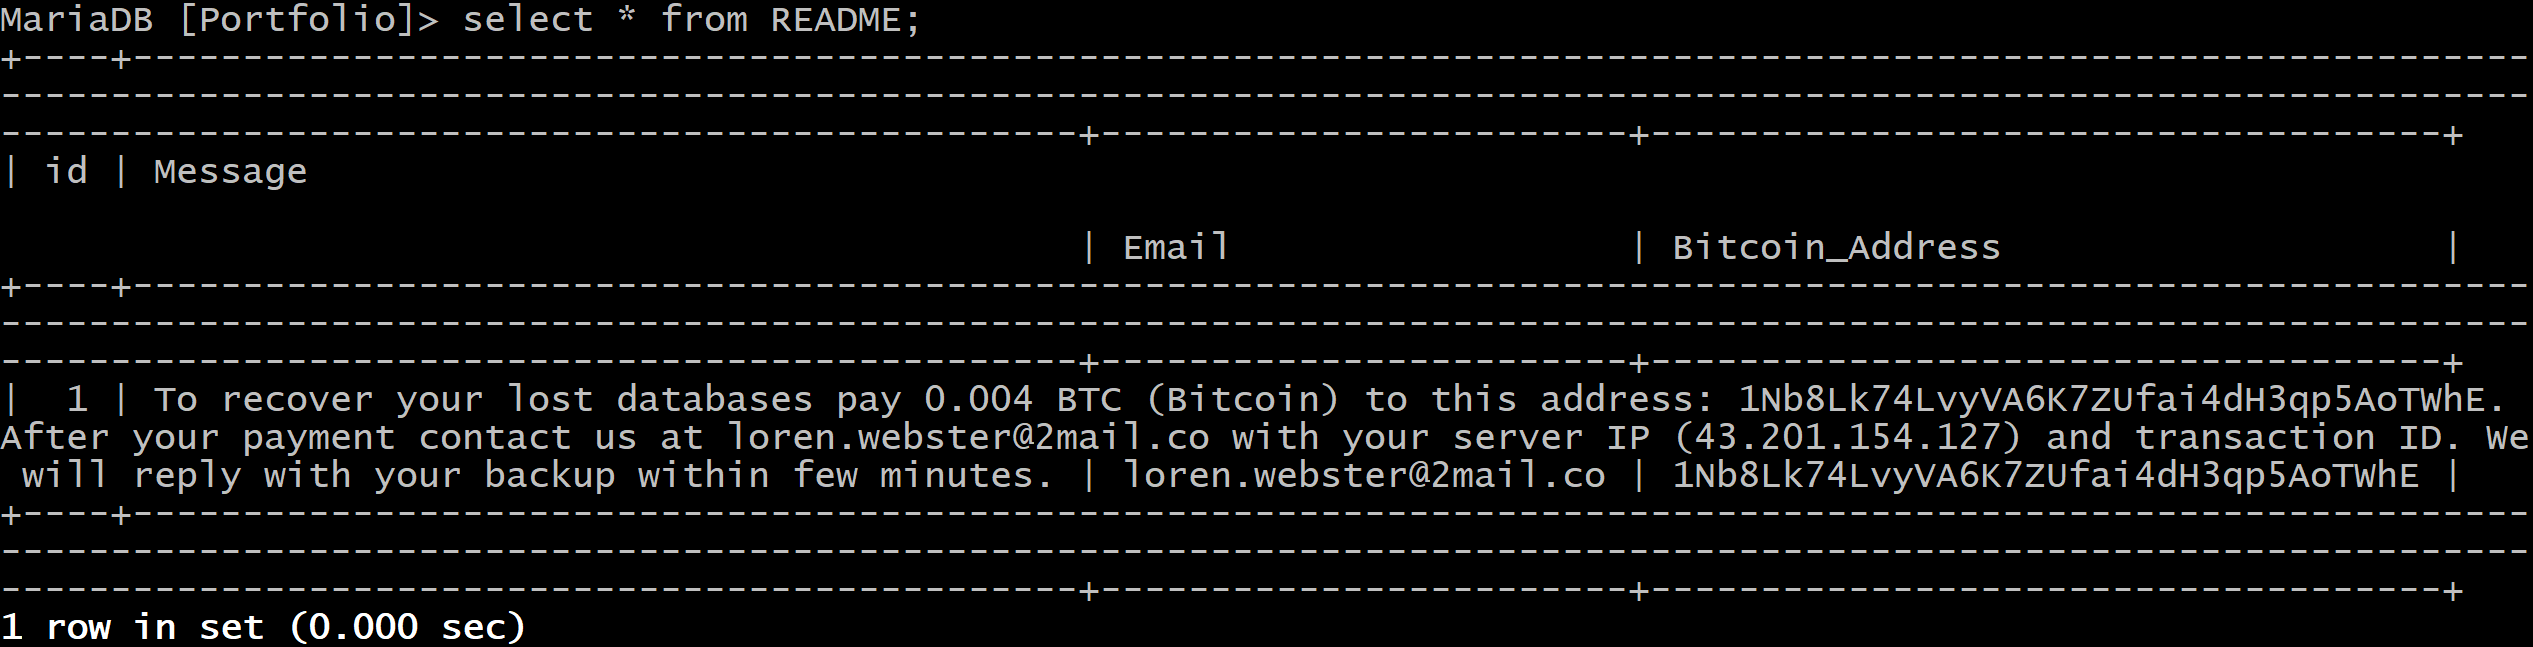 MariaDB [Portfolio]> select * from README;
+----+--------------------------------------------------------------------------------------------------------------
-------------------------------------------------------------------------------------------------------------------
-------------------------------------------------+------------------------+------------------------------------+
| id | Message
| Email | Bitcoin_Address |
+----+--------------------------------------------------------------------------------------------------------------
-------------------------------------------------------------------------------------------------------------------
-------------------------------------------------+------------------------+------------------------------------+
| 1 | To recover your lost databases pay 0.004 BTC (Bitcoin) to this address: 1Nb8Lk74LvyVA6K7ZUfai4dH3qp5AoTWhE.
After your payment contact us at loren.webster@2mail.co with your server IP (43.201.154.127) and transaction ID. We
will reply with your backup within few minutes. | loren.webster@2mail.co | 1Nb8Lk74LvyVA6K7ZUfai4dH3qp5AoTWhE |
+----+--------------------------------------------------------------------------------------------------------------
-------------------------------------------------------------------------------------------------------------------
-------------------------------------------------+------------------------+------------------------------------+
1 row in set (0.000 sec)